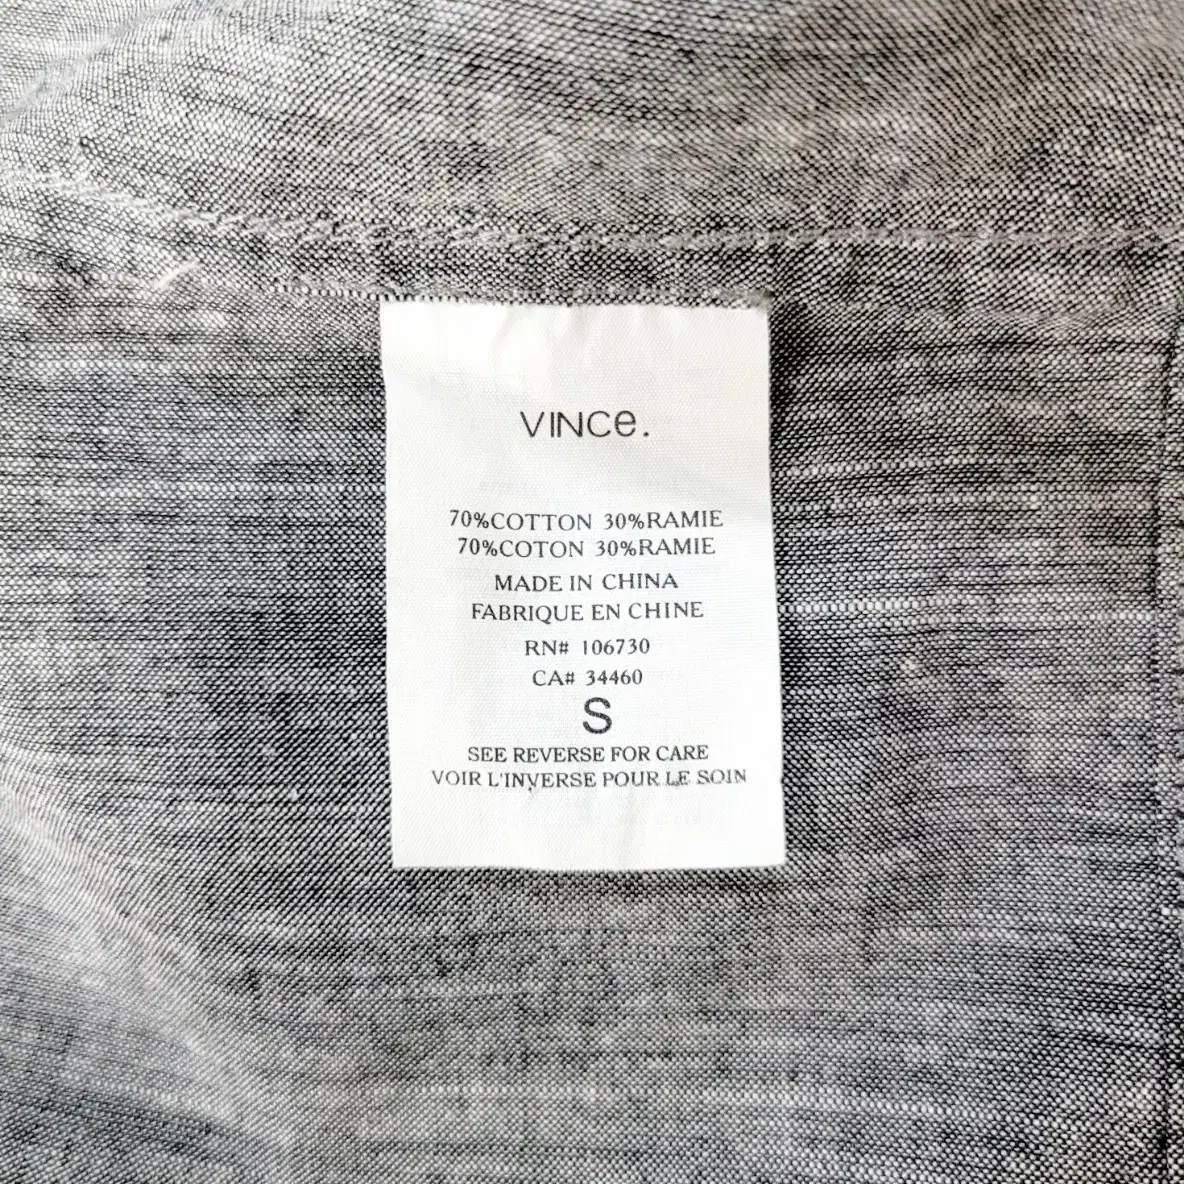 VINCe.
70%COTTON 30%RAMIE
70%COTON 30%RAMIE
MADE IN CHINA
FABRIQUE EN CHINE
RN# 106730
CA# 34460
S
SEE REVERSE FOR CARE
VOIR L'INVERSE POUR LE SOIN